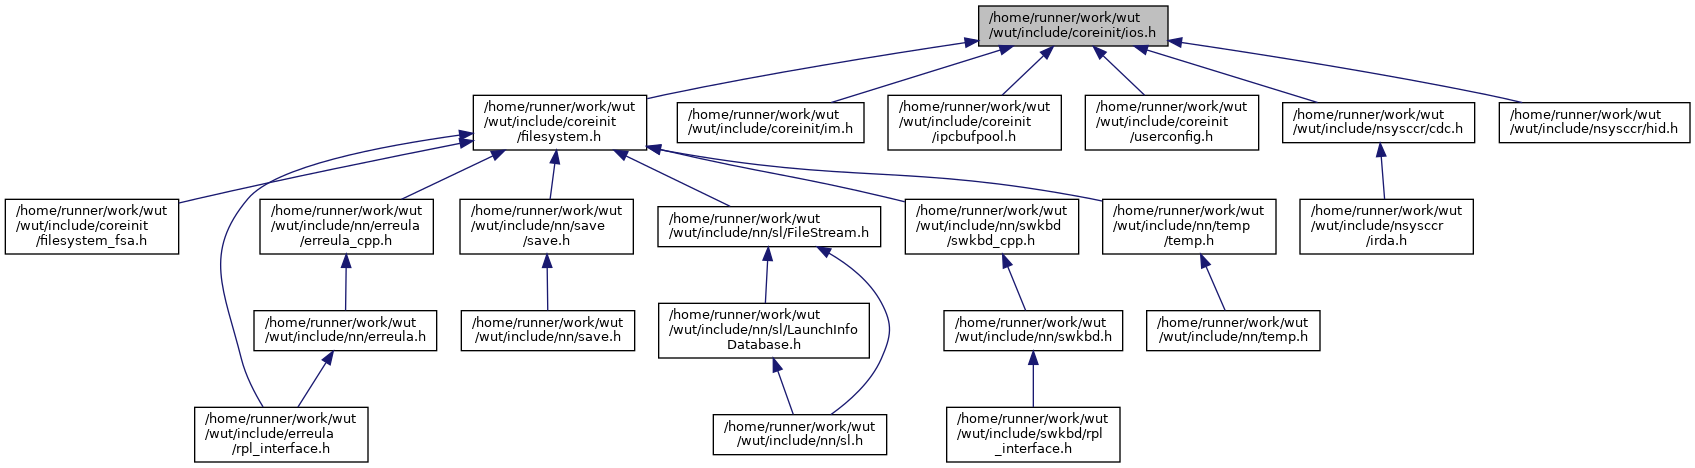 /home/runner/work/wut
/wut/include/coreinit/ios.h
/home/runner/work/wut
/wut/include/coreinit
/filesystem.h
/home/runner/work/wut
/wut/include/coreinit/im.h
/home/runner/work/wut
/wut/include/coreinit
/ipcbufpool.h
/home/runner/work/wut
/wut/include/coreinit
/userconfig.h
/home/runner/work/wut
/wut/include/nsysccr/cdc.h
/home/runner/work/wut
/wut/include/nsysccr/hid.h
/home/runner/work/wut
/wut/include/coreinit
/filesystem_fsa.h
/home/runner/work/wut
/wut/include/nn/erreula
/erreula_cpp.h
/home/runner/work/wut
/wut/include/nn/save
/save.h
/home/runner/work/wut
/wut/include/nn/sl/FileStream.h
/home/runner/work/wut
/wut/include/nn/swkbd
/swkbd_cpp.h
/home/runner/work/wut
/wut/include/nn/temp
/temp.h
/home/runner/work/wut
/wut/include/nsysccr
/irda.h
/home/runner/work/wut
/wut/include/nn/erreula.h
/home/runner/work/wut
/wut/include/nn/save.h
/home/runner/work/wut
/wut/include/nn/sl/LaunchInfo
Database.h
/home/runner/work/wut
/wut/include/nn/swkbd.h
/home/runner/work/wut
/wut/include/nn/temp.h
/home/runner/work/wut
/wut/include/erreula
/rpl_interface.h
/home/runner/work/wut
/wut/include/nn/sl.h
/home/runner/work/wut
/wut/include/swkbd/rpl
_interface.h